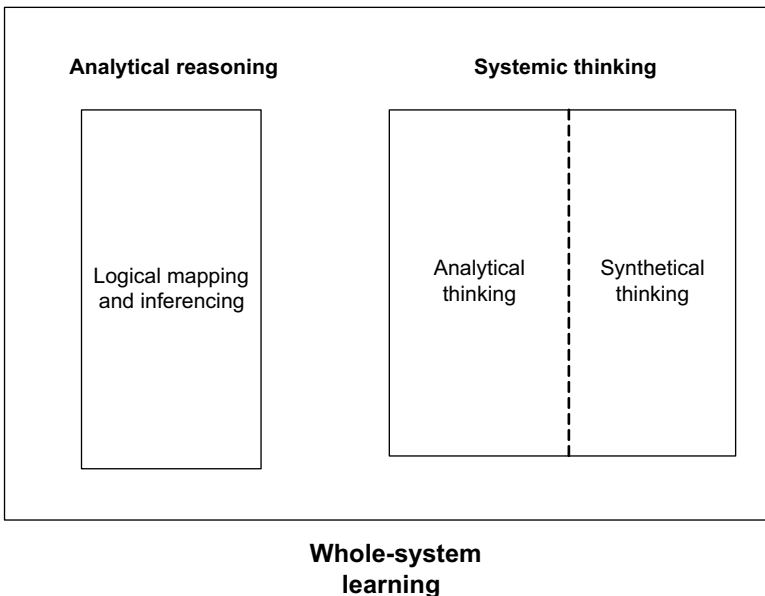 Analytical reasoning
Systemic thinking
Logical mapping
and inferencing
Analytical
thinking
Synthetical
thinking
Whole-system
learning